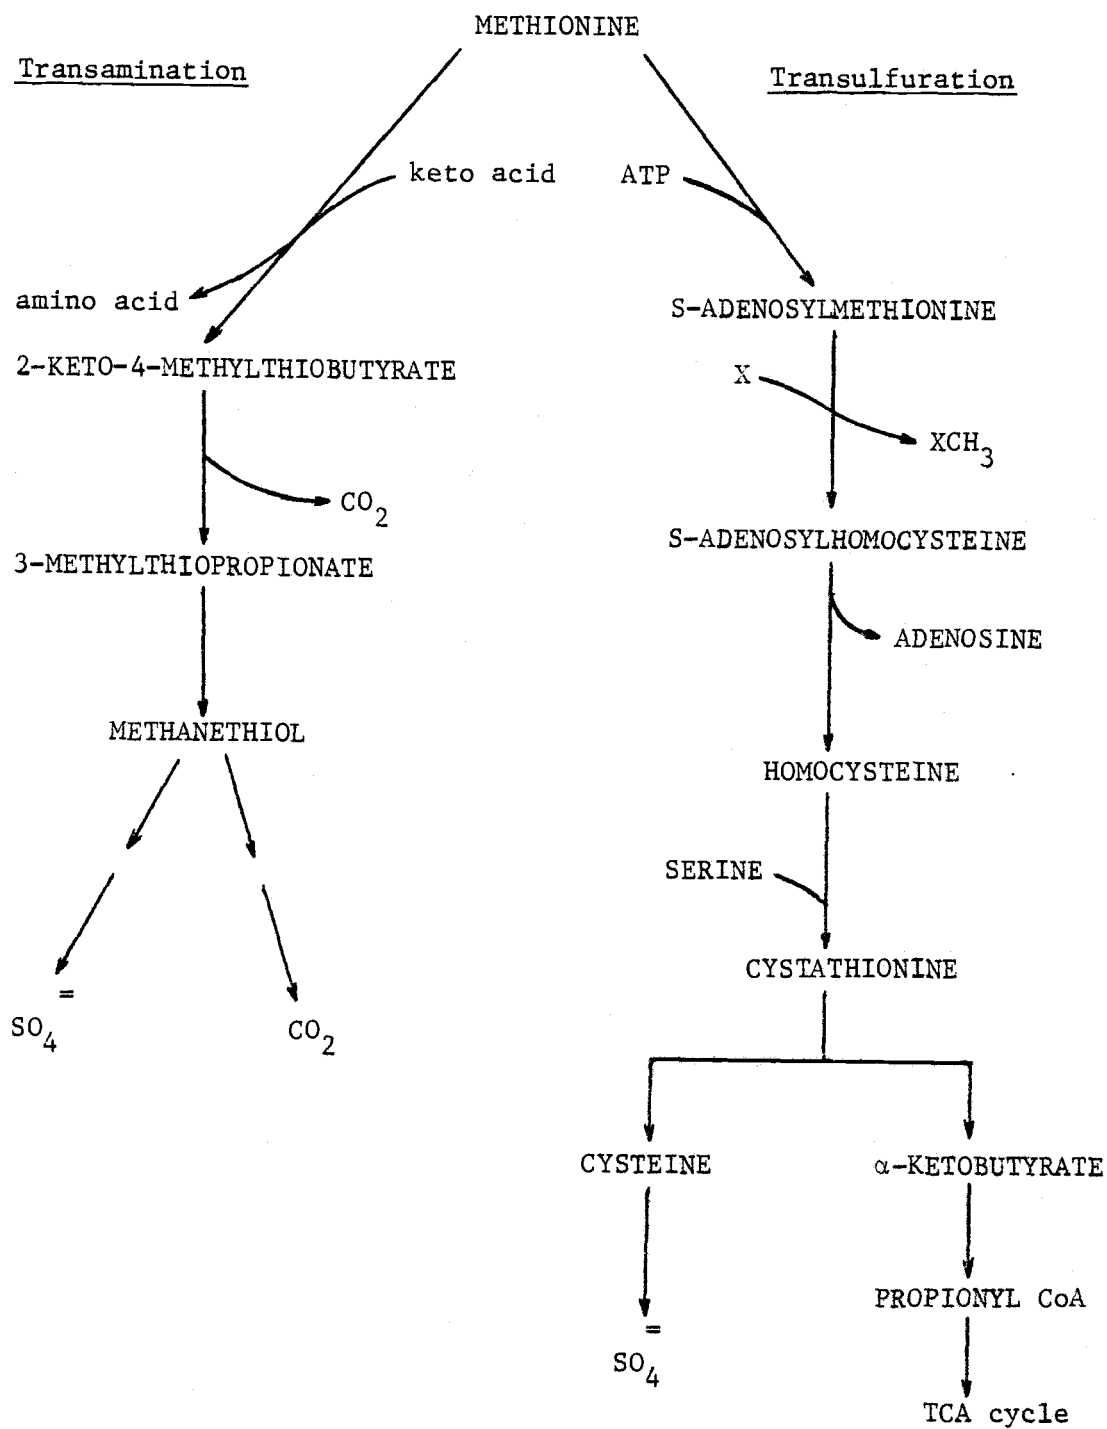 METHIONINE
Transamination
Transulfuration
keto acid
ATP
amino acid
S-ADENOSYLMETHIONINE
2-KETO-4-METHYLTHIOBUTYRATE
X
XCH3
CO2
S-ADENOSYLHOMOCYSTEINE
3-METHYLTHIOPROPIONATE
ADENOSINE
METHANETHIOL
HOMOCYSTEINE
SERINE
CYSTATHIONINE
SO4=
CO2
CYSTEINE
α-KETOBUTYRATE
PROPIONYL CoA
SO4=
TCA cycle